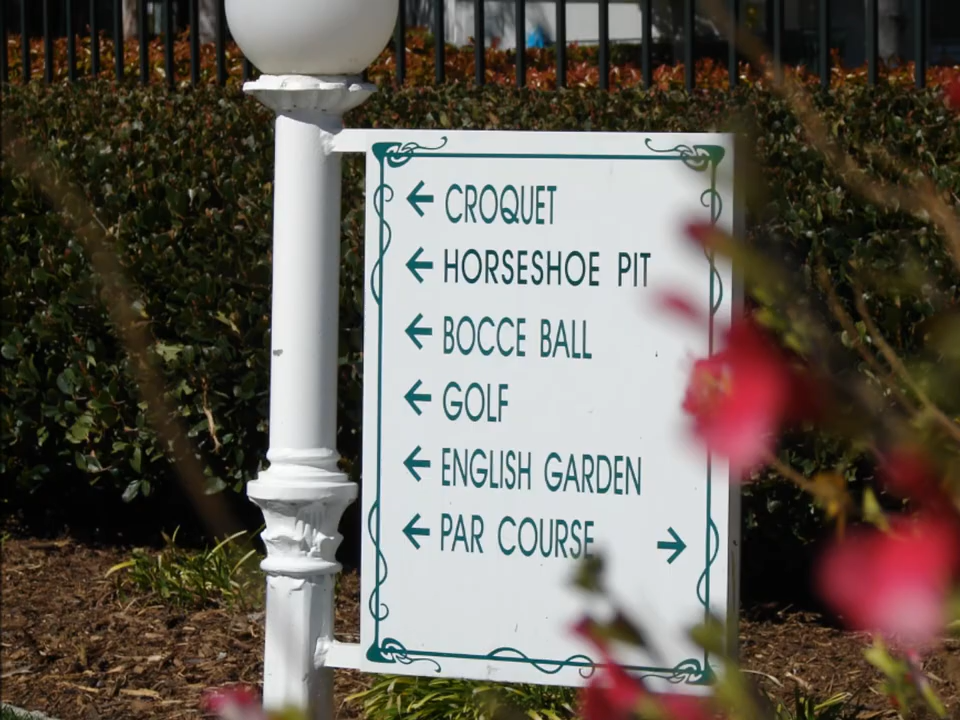 ← CROQUET
← HORSESHOE PIT
← BOCCE BALL
← GOLF
← ENGLISH GARDEN
← PAR COURSE →